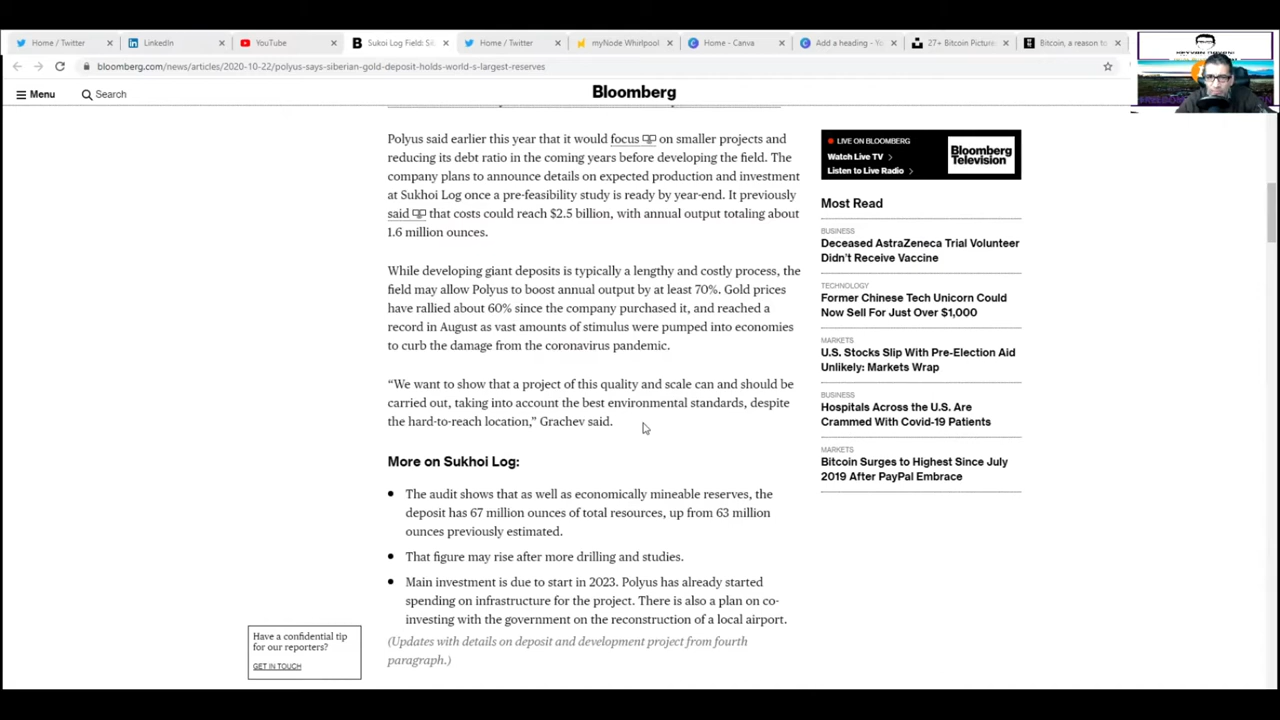 Home / Twitter
LinkedIn
YouTube
Sukoi Log Field: Si
Home / Twitter
myNode Whirlpool
Home - Canva
Add a heading - Yo
27+ Bitcoin Picture
Bitcoin, a reason to
bloomberg.com/news/articles/2020-10-22/polyus-says-siberian-gold-deposit-holds-world-s-largest-reserves
Menu
Search
Bloomberg
Polyus said earlier this year that it would focus on smaller projects and
reducing its debt ratio in the coming years before developing the field. The
company plans to announce details on expected production and investment
at Sukhoi Log once a pre-feasibility study is ready by year-end. It previously
said that costs could reach $2.5 billion, with annual output totaling about
1.6 million ounces.
While developing giant deposits is typically a lengthy and costly process, the
field may allow Polyus to boost annual output by at least 70%. Gold prices
have rallied about 60% since the company purchased it, and reached a
record in August as vast amounts of stimulus were pumped into economies
to curb the damage from the coronavirus pandemic.
“We want to show that a project of this quality and scale can and should be
carried out, taking into account the best environmental standards, despite
the hard-to-reach location,” Grachev said.
More on Sukhoi Log:
The audit shows that as well as economically mineable reserves, the
deposit has 67 million ounces of total resources, up from 63 million
ounces previously estimated.
That figure may rise after more drilling and studies.
Main investment is due to start in 2023. Polyus has already started
spending on infrastructure for the project. There is also a plan on co-
investing with the government on the reconstruction of a local airport.
(Updates with details on deposit and development project from fourth
paragraph.)
Have a confidential tip
for our reporters?
GET IN TOUCH
LIVE ON BLOOMBERG
Watch Live TV
Listen to Live Radio
Bloomberg
Television
Most Read
BUSINESS
Deceased AstraZeneca Trial Volunteer
Didn’t Receive Vaccine
TECHNOLOGY
Former Chinese Tech Unicorn Could
Now Sell For Just Over $1,000
MARKETS
U.S. Stocks Slip With Pre-Election Aid
Unlikely: Markets Wrap
BUSINESS
Hospitals Across the U.S. Are
Crammed With Covid-19 Patients
MARKETS
Bitcoin Surges to Highest Since July
2019 After PayPal Embrace